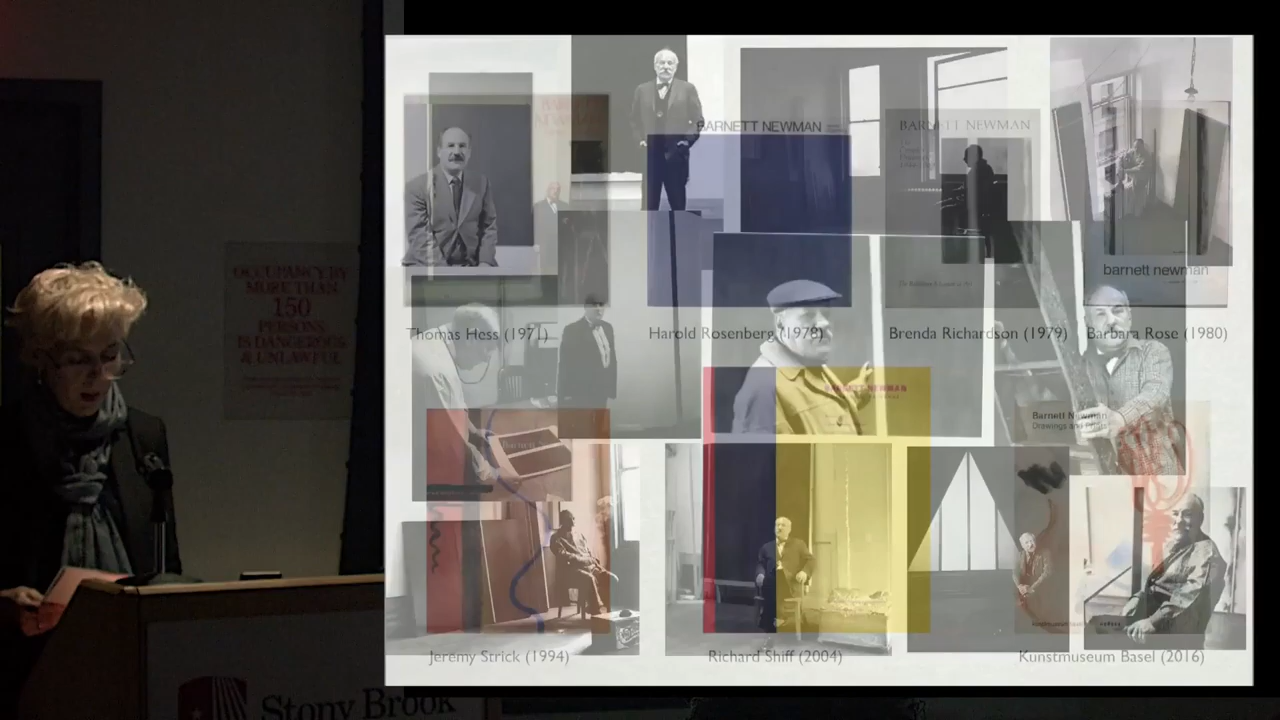 OCCUPANCY BY
MORE THAN
150
PERSONS
IS DANGEROUS
& UNLAWFUL
BARNETT NEWMAN
BARNETT NEWMAN
barnett newman
Thomas Hess (1971)
Harold Rosenberg (1978)
Brenda Richardson (1979)
Barbara Rose (1980)
BARNETT NEWMAN
Barnett Newman
Drawings and Prints
Jeremy Strick (1994)
Richard Shiff (2004)
Kunstmuseum Basel (2016)
Stony Brook